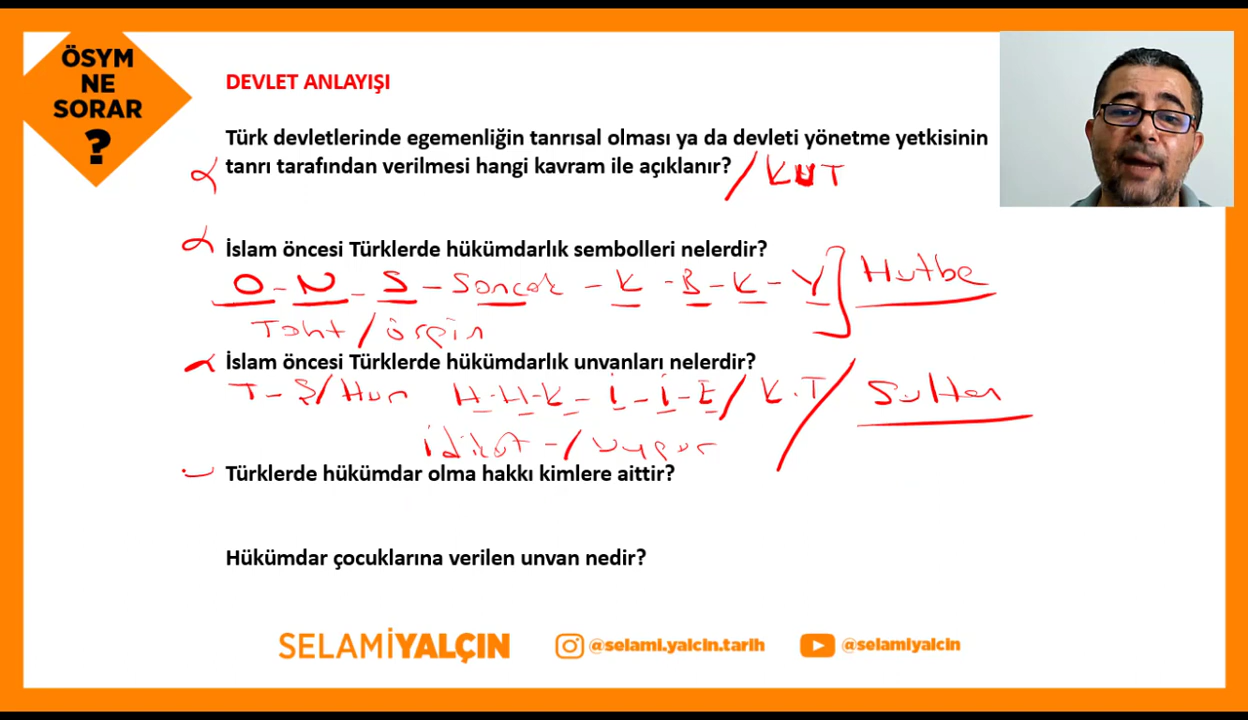 ÖSYM
NE
SORAR
?
DEVLET ANLAYIŞI
Türk devletlerinde egemenliğin tanrısal olması ya da devleti yönetme yetkisinin
tanrı tarafından verilmesi hangi kavram ile açıklanır? / KUT
İslam öncesi Türklerde hükümdarlık sembolleri nelerdir?
O - N - S - Soncok - K - B - K - Y } Hutbe
Taht / örgin
İslam öncesi Türklerde hükümdarlık unvanları nelerdir?
T - Ş / Hun H - H - K - İ - İ - E / K.T / Sultan
İdikut - / Uygur
Türklerde hükümdar olma hakkı kimlere aittir?
Hükümdar çocuklarına verilen unvan nedir?
SELAMİYALÇIN @selami.yalcin.tarih @selamiyalcin